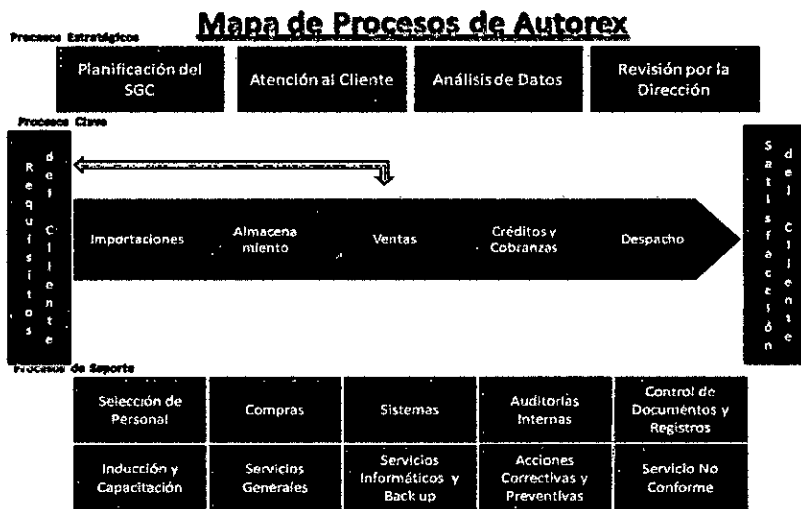 Mapa de Procesos de Autorex
Procesos Estratégicos
Planificación del
SGC
Atención al Cliente
Análisis de Datos
Revisión por la
Dirección
Procesos Clave
Requisitos
del Cliente
Importaciones
Almacena
miento
Ventas
Créditos y
Cobranzas
Despacho
Satisfacción
del Cliente
Procesos de Soporte
Selección de
Personal
Compras
Sistemas
Auditorías
Internas
Control de
Documentos y
Registros
Inducción y
Capacitación
Servicios
Generales
Servicios
Informáticos y
Back up
Acciones
Correctivas y
Preventivas
Servicio No
Conforme